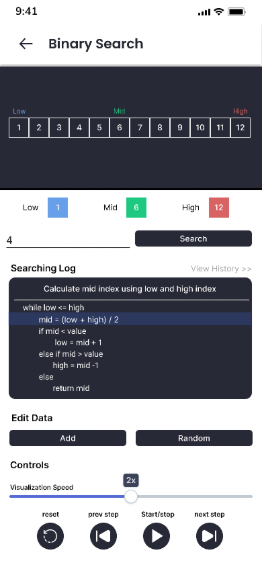 9:41
Binary Search
Low Mid High
1 2 3 4 5 6 7 8 9 10 11 12
Low 1 Mid 6 High 12
4 Search
Searching Log View History >>
Calculate mid index using low and high index
while low <= high
mid = (low + high) / 2
if mid < value
low = mid + 1
else if mid > value
high = mid -1
else
return mid
Edit Data
Add Random
Controls
2x
Visualization Speed
reset prev step Start/stop next step